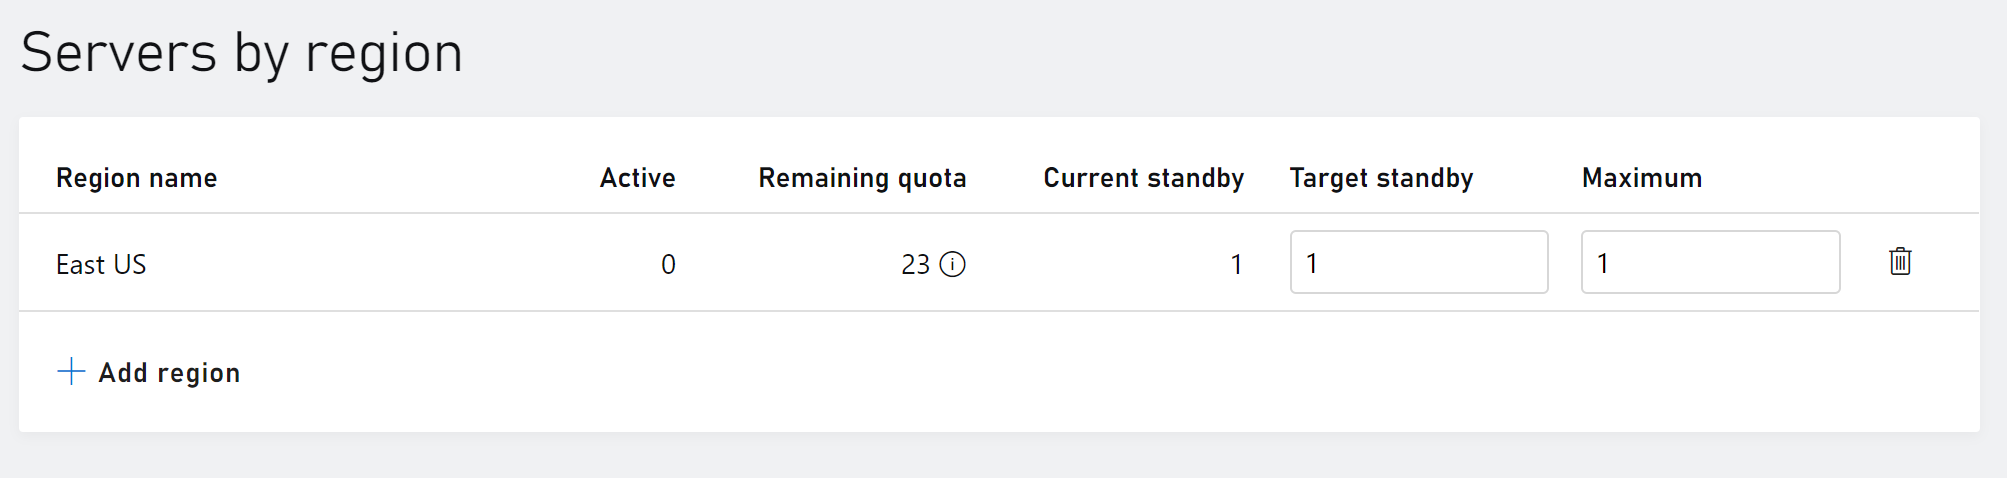 Servers by region
Region name Active Remaining quota Current standby Target standby Maximum
East US 0 23 1 1 1
Add region